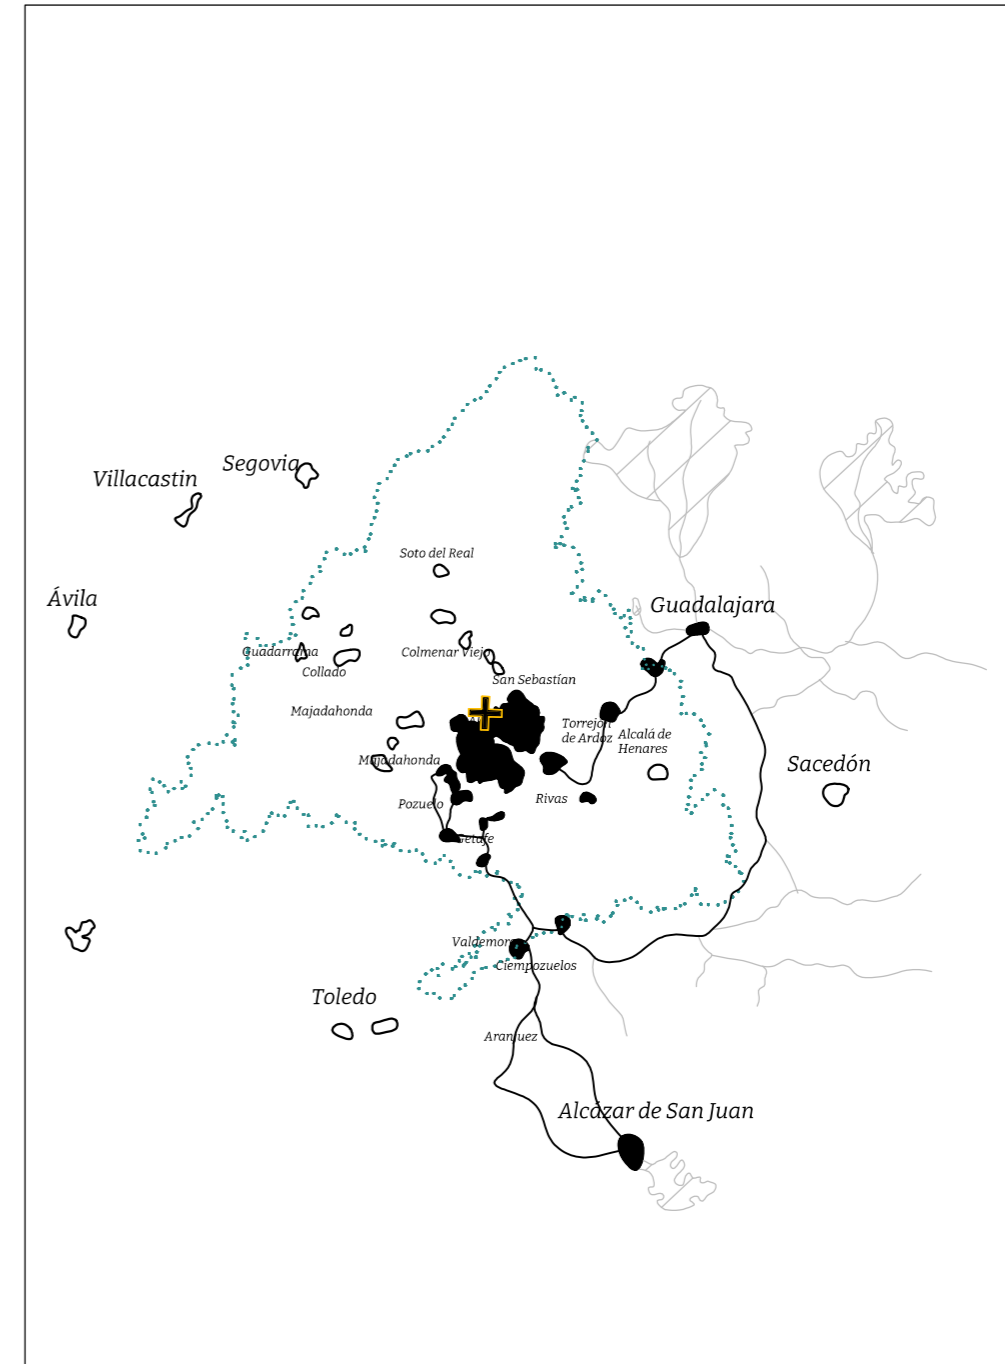 Segovia
Villacastin
Soto del Real
Ávila
Guadalajara
Guadarrama
Colmenar Viejo
Collado
San Sebastían
Majadahonda
Torrejón
de Ardoz
Alcalá de
Henares
Majadahonda
Sacedón
Pozuelo
Rivas
Getafe
Valdemoro
Ciempozuelos
Toledo
Aranjuez
Alcázar de San Juan